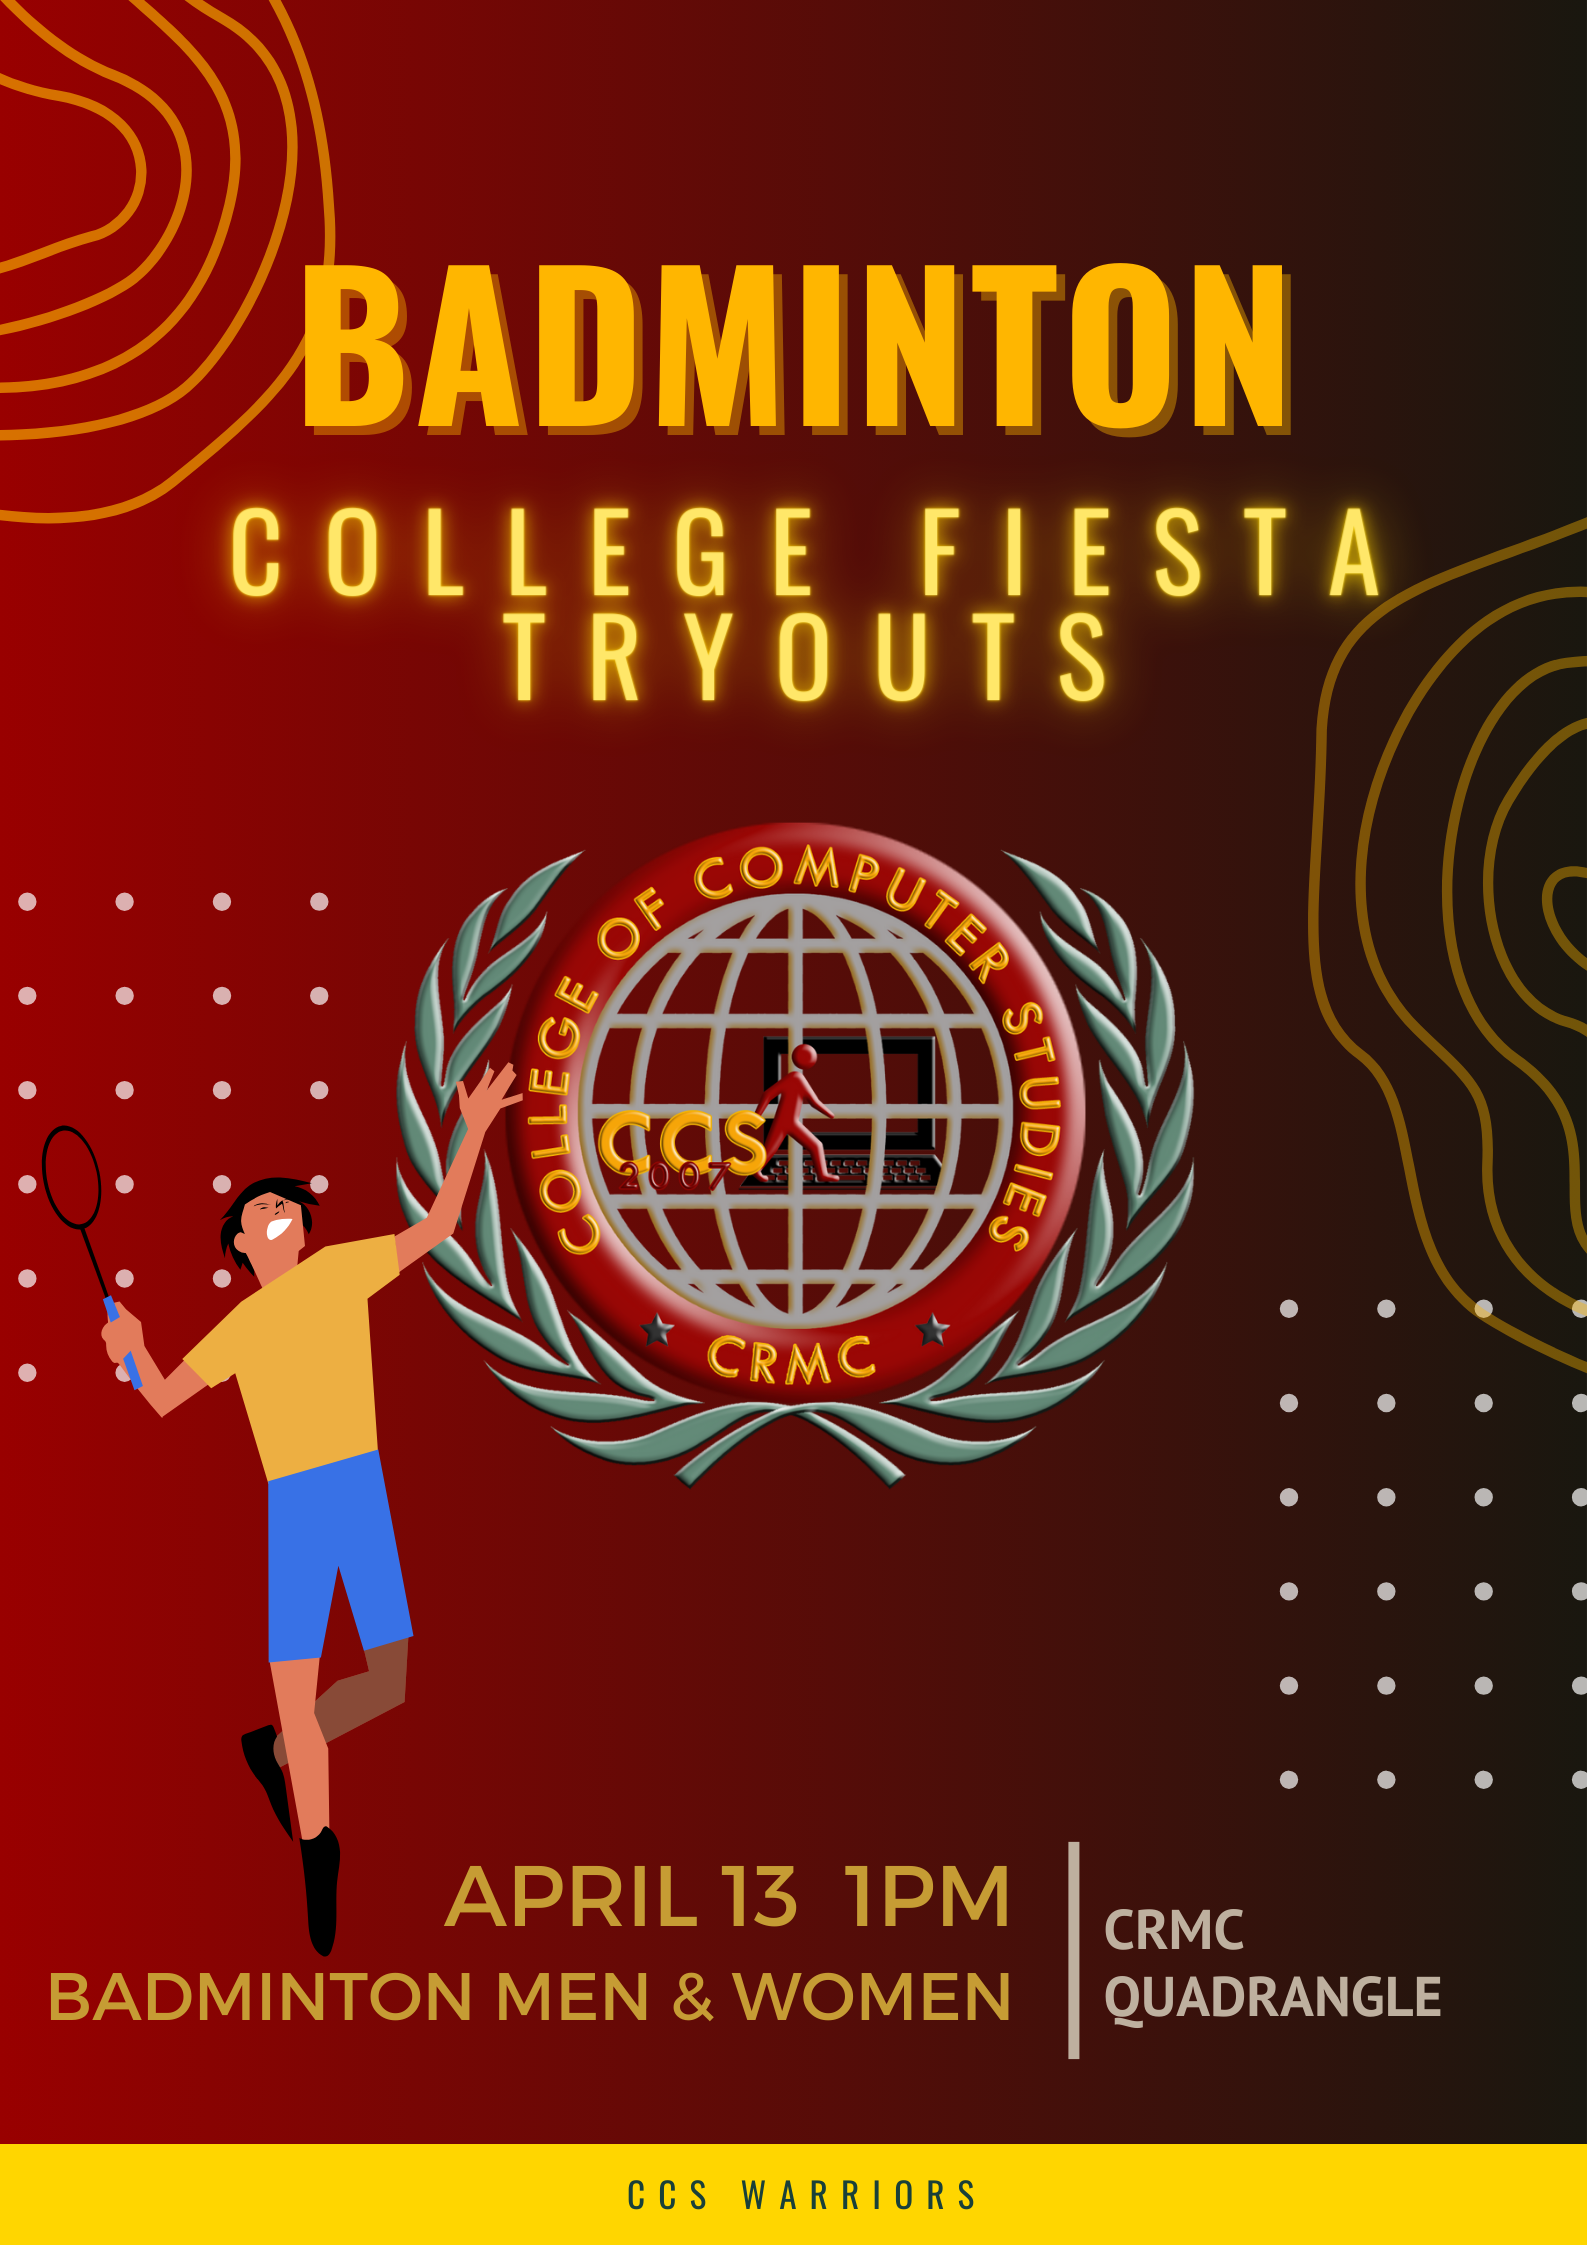 BADMINTON
COLLEGE FIESTA
TRYOUTS
COLLEGE OF COMPUTER STUDIES
CCS
2007
CRMC
APRIL 13 1PM
BADMINTON MEN & WOMEN
CRMC
QUADRANGLE
CCS WARRIORS